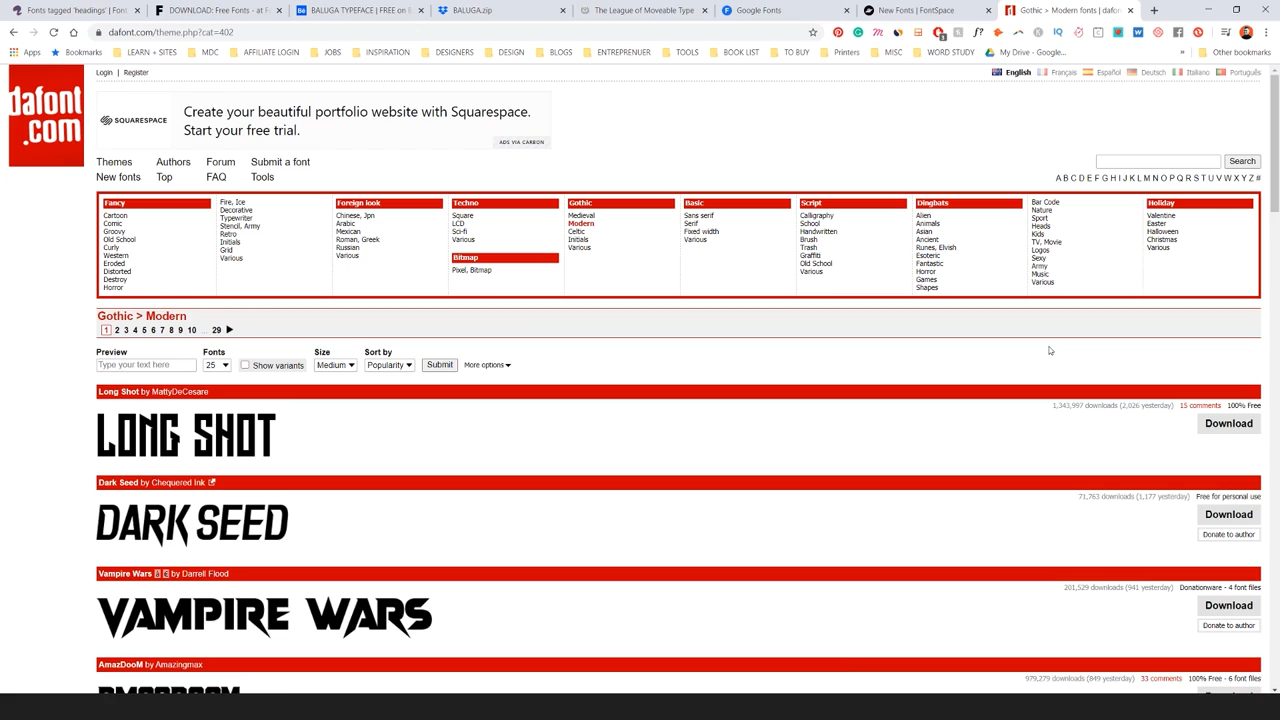 Fonts tagged 'headings' | Font
DOWNLOAD: Free Fonts - at F
BALUGA TYPEFACE | FREE on B
BALUGA.zip
The League of Moveable Type
Google Fonts
New Fonts | FontSpace
Gothic > Modern fonts | dafon
dafont.com/theme.php?cat=402
Apps
Bookmarks
LEARN + SITES
MDC
AFFILIATE LOGIN
JOBS
INSPIRATION
DESIGNERS
DESIGN
BLOGS
ENTREPRENUER
TOOLS
BOOK LIST
TO BUY
Printers
MISC
WORD STUDY
My Drive - Google...
Other bookmarks
Login | Register
English
Français
Español
Deutsch
Italiano
Português
dafont
.com
SQUARESPACE
Create your beautiful portfolio website with Squarespace.
Start your free trial.
ADS VIA CARBON
Themes Authors Forum Submit a font
New fonts Top FAQ Tools
Search
A B C D E F G H I J K L M N O P Q R S T U V W X Y Z #
Fancy
Cartoon
Comic
Groovy
Old School
Curly
Western
Eroded
Distorted
Destroy
Horror
Fire, Ice
Decorative
Typewriter
Stencil, Army
Retro
Initials
Grid
Various
Foreign look
Chinese, Jpn
Arabic
Mexican
Roman, Greek
Russian
Various
Techno
Square
LCD
Sci-fi
Various
Bitmap
Pixel, Bitmap
Gothic
Medieval
Modern
Celtic
Initials
Various
Basic
Sans serif
Serif
Fixed width
Various
Script
Calligraphy
School
Handwritten
Brush
Trash
Graffiti
Old School
Various
Dingbats
Alien
Animals
Asian
Ancient
Runes, Elvish
Esoteric
Fantastic
Horror
Games
Shapes
Bar Code
Nature
Sport
Heads
Kids
TV, Movie
Logos
Sexy
Army
Music
Various
Holiday
Valentine
Easter
Halloween
Christmas
Various
Gothic > Modern
1 2 3 4 5 6 7 8 9 10 ... 29
Preview
Fonts
Size
Sort by
Type your text here
25
Show variants
Medium
Popularity
Submit
More options
Long Shot by MattyDeCesare
1,343,997 downloads (2,026 yesterday) 15 comments 100% Free
LONG SHOT
Download
Dark Seed by Chequered Ink
71,763 downloads (1,177 yesterday) Free for personal use
DARK SEED
Download
Donate to author
Vampire Wars by Darrell Flood
201,529 downloads (941 yesterday) Donationware - 4 font files
VAMPIRE WARS
Download
Donate to author
AmazDooM by Amazingmax
979,279 downloads (849 yesterday) 33 comments 100% Free - 6 font files